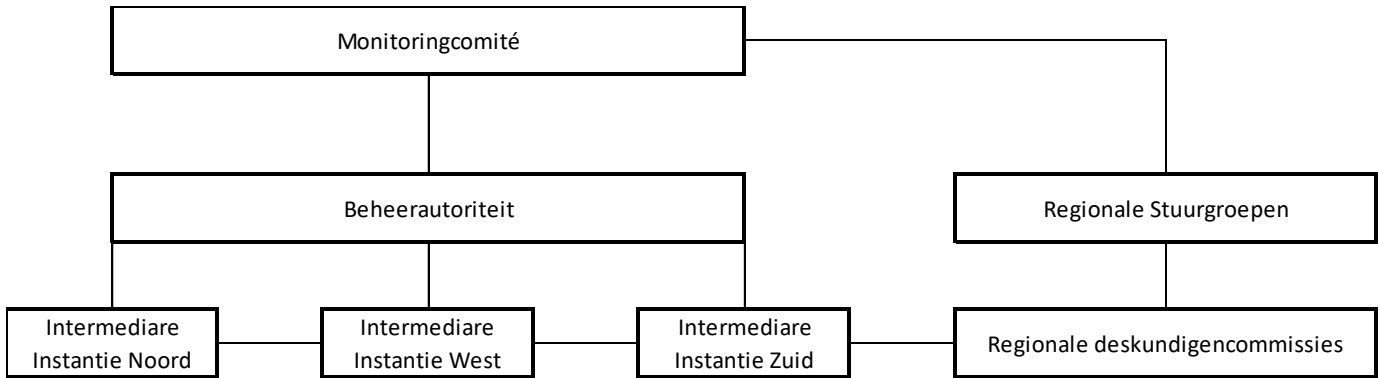 Monitoringcomité
Beheerautoriteit
Regionale Stuurgroepen
Intermediare
Instantie Noord
Intermediare
Instantie West
Intermediare
Instantie Zuid
Regionale deskundigencommissies